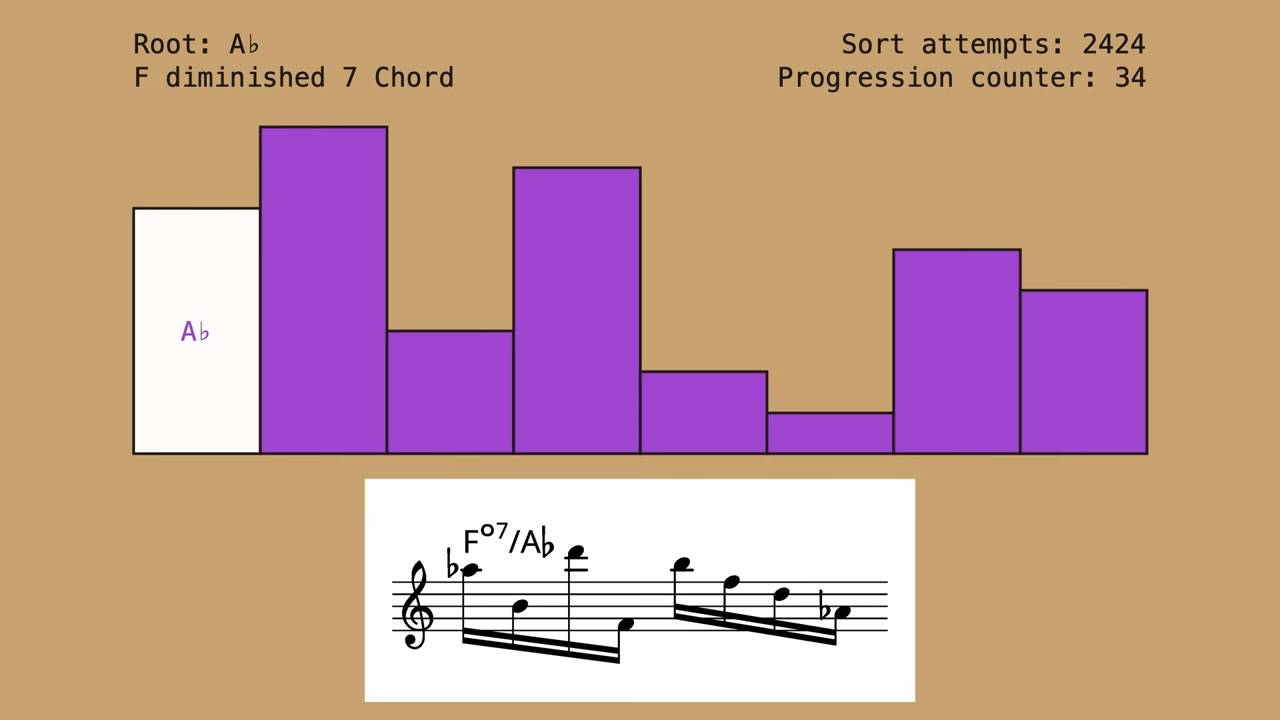 Root: A♭
F diminished 7 Chord
Sort attempts: 2424
Progression counter: 34
A♭
F°⁷/A♭